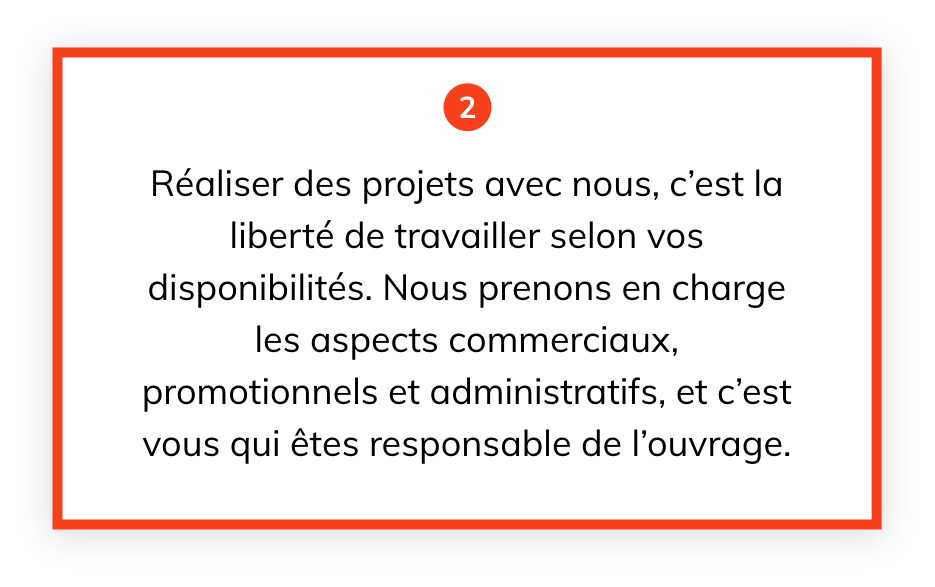 2
Réaliser des projets avec nous, c’est la
liberté de travailler selon vos
disponibilités. Nous prenons en charge
les aspects commerciaux,
promotionnels et administratifs, et c’est
vous qui êtes responsable de l’ouvrage.